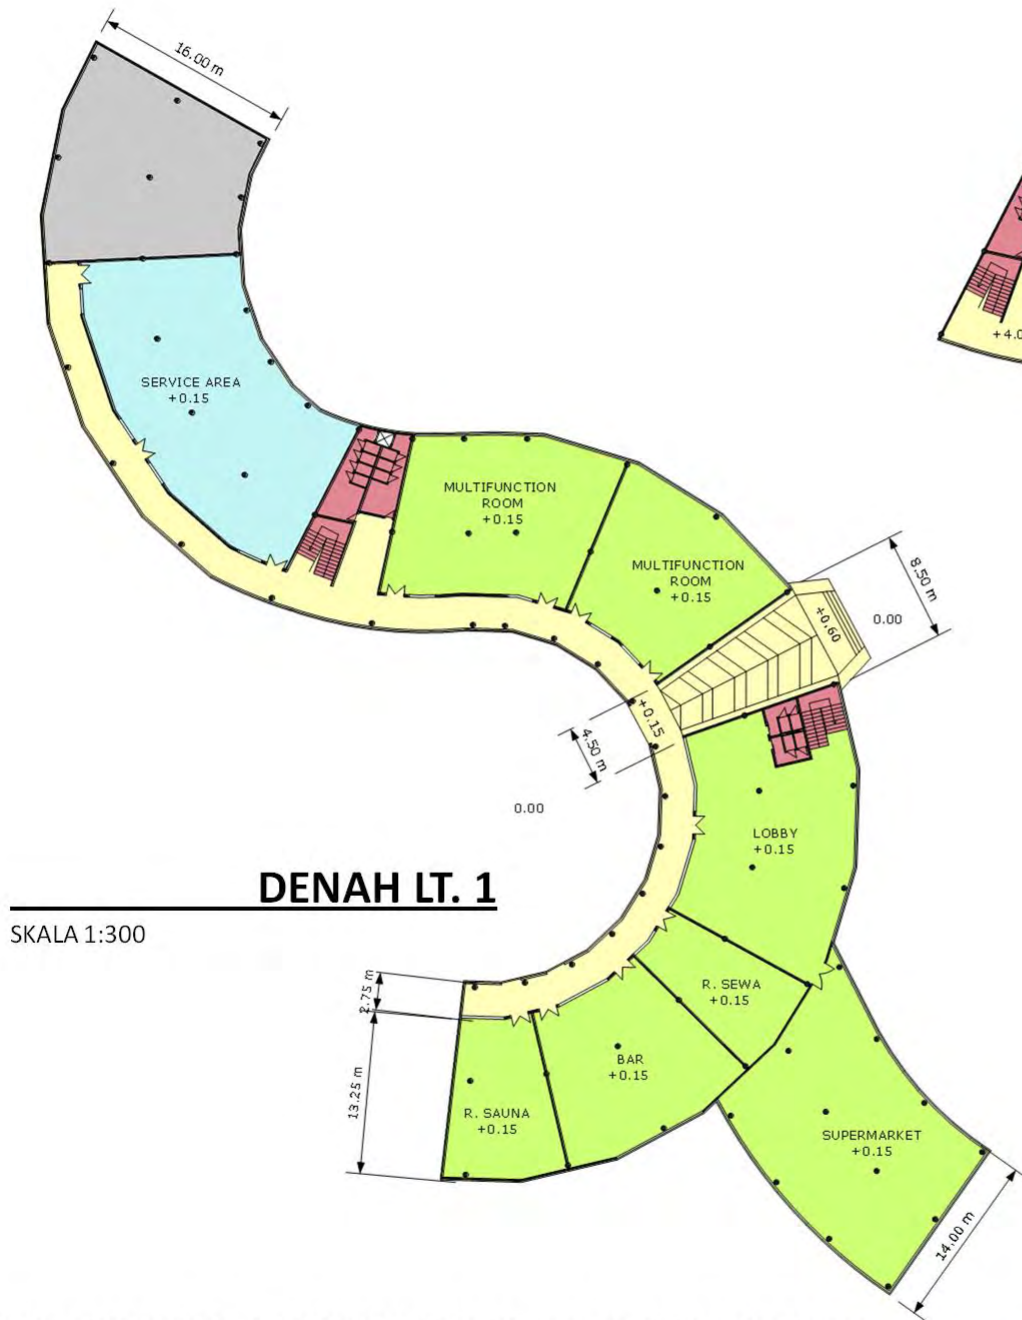 16.00 m
SERVICE AREA
+0.15
MULTIFUNCTION
ROOM
+0.15
MULTIFUNCTION
ROOM
+0.15
8.50 m
+0.60
0.00
+0.15
4.50 m
0.00
LOBBY
+0.15
DENAH LT. 1
SKALA 1:300
2.75 m
R. SEWA
+0.15
BAR
+0.15
13.25 m
R. SAUNA
+0.15
SUPERMARKET
+0.15
14.00 m